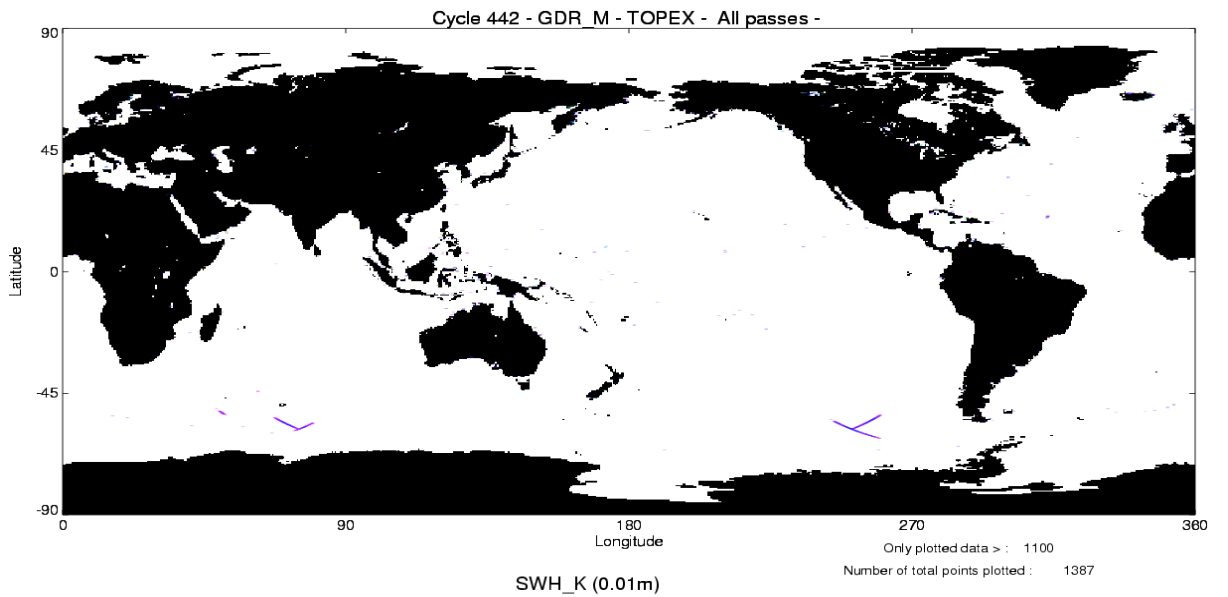 Cycle 442 - GDR_M - TOPEX - All passes -
90
45
0
-45
-90
Latitude
0 90 180 270 360
Longitude
Only plotted data > : 1100
Number of total points plotted : 1387
SWH_K (0.01m)